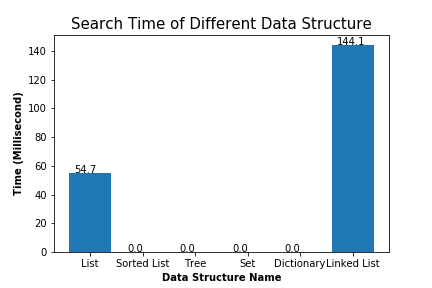 Search Time of Different Data Structure
Time (Millisecond)
140
120
100
80
60
40
20
0
54.7
0.0
0.0
0.0
0.0
144.1
List
Sorted List
Tree
Set
Dictionary
Linked List
Data Structure Name